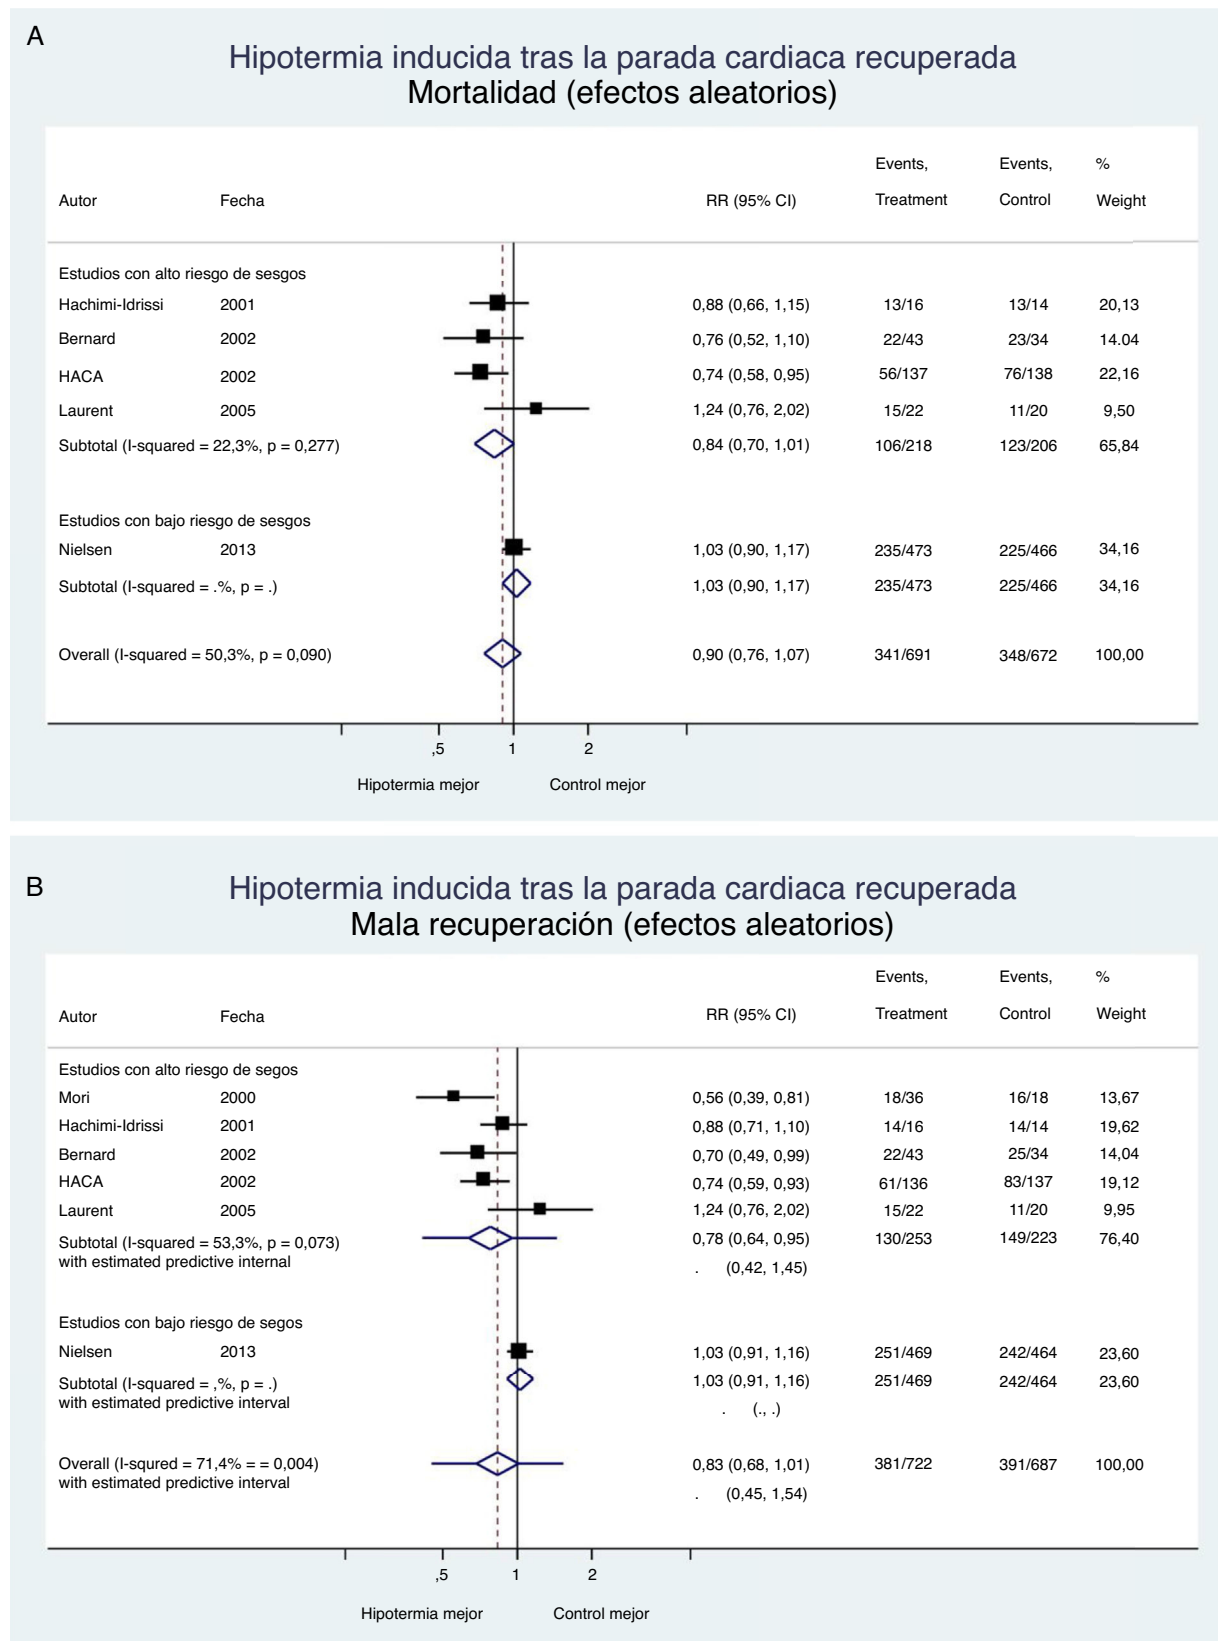 A
Hipotermia inducida tras la parada cardiaca recuperada
Mortalidad (efectos aleatorios)
Events, Events, %
Autor Fecha RR (95% CI) Treatment Control Weight
Estudios con alto riesgo de sesgos
Hachimi-Idrissi 2001 0,88 (0,66, 1,15) 13/16 13/14 20,13
Bernard 2002 0,76 (0,52, 1,10) 22/43 23/34 14.04
HACA 2002 0,74 (0,58, 0,95) 56/137 76/138 22,16
Laurent 2005 1,24 (0,76, 2,02) 15/22 11/20 9,50
Subtotal (I-squared = 22,3%, p = 0,277) 0,84 (0,70, 1,01) 106/218 123/206 65,84
Estudios con bajo riesgo de sesgos
Nielsen 2013 1,03 (0,90, 1,17) 235/473 225/466 34,16
Subtotal (I-squared = .%, p = .) 1,03 (0,90, 1,17) 235/473 225/466 34,16
Overall (I-squared = 50,3%, p = 0,090) 0,90 (0,76, 1,07) 341/691 348/672 100,00
,5 1 2
Hipotermia mejor Control mejor
B
Hipotermia inducida tras la parada cardiaca recuperada
Mala recuperación (efectos aleatorios)
Events, Events, %
Autor Fecha RR (95% CI) Treatment Control Weight
Estudios con alto riesgo de segos
Mori 2000 0,56 (0,39, 0,81) 18/36 16/18 13,67
Hachimi-Idrissi 2001 0,88 (0,71, 1,10) 14/16 14/14 19,62
Bernard 2002 0,70 (0,49, 0,99) 22/43 25/34 14,04
HACA 2002 0,74 (0,59, 0,93) 61/136 83/137 19,12
Laurent 2005 1,24 (0,76, 2,02) 15/22 11/20 9,95
Subtotal (I-squared = 53,3%, p = 0,073) 0,78 (0,64, 0,95) 130/253 149/223 76,40
with estimated predictive internal . (0,42, 1,45)
Estudios con bajo riesgo de segos
Nielsen 2013 1,03 (0,91, 1,16) 251/469 242/464 23,60
Subtotal (I-squared = ,%, p = .) 1,03 (0,91, 1,16) 251/469 242/464 23,60
with estimated predictive interval . (., .)
Overall (I-squred = 71,4% = = 0,004) 0,83 (0,68, 1,01) 381/722 391/687 100,00
with estimated predictive interval . (0,45, 1,54)
,5 1 2
Hipotermia mejor Control mejor